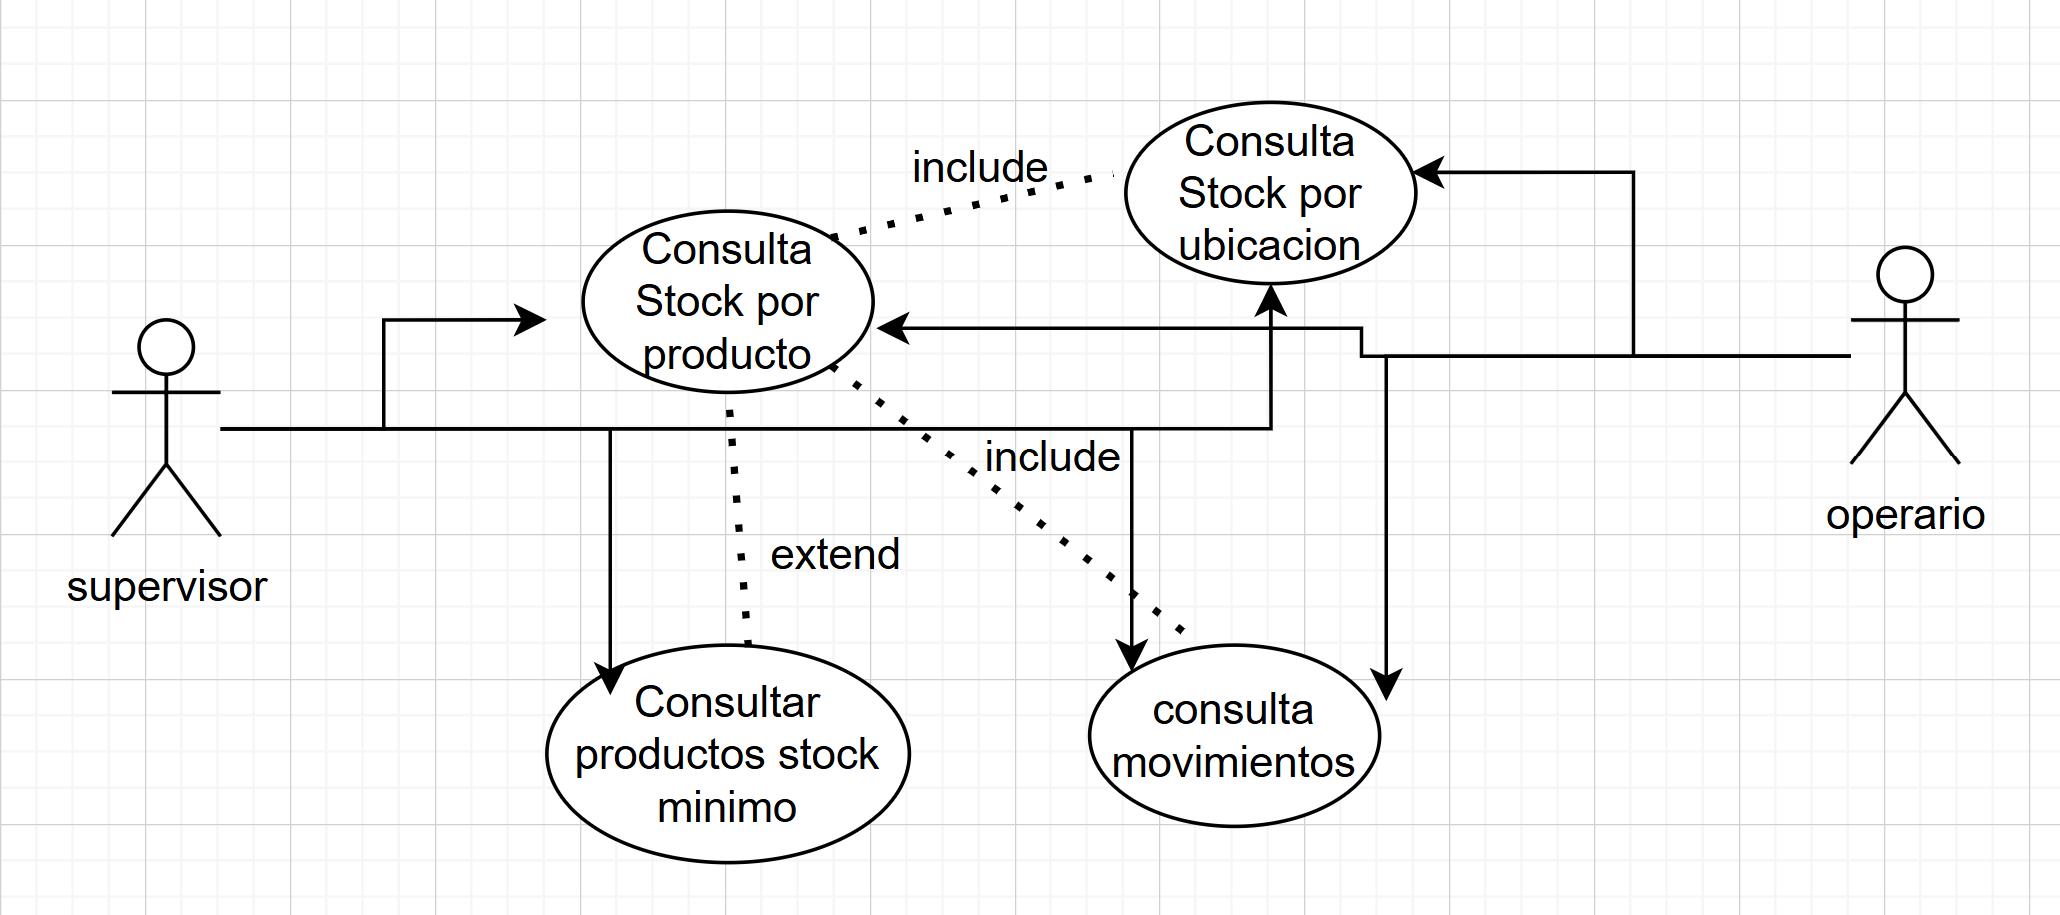 Consulta
Stock por
ubicacion
include
Consulta
Stock por
producto
include
operario
extend
supervisor
Consultar
productos stock
minimo
consulta
movimientos